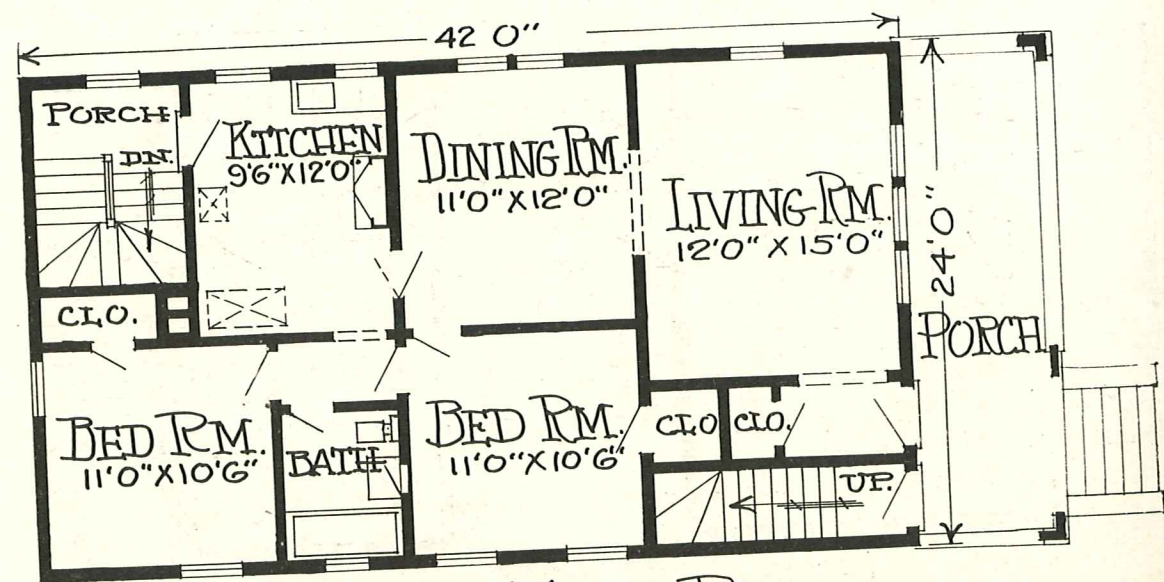 42'0"
PORCH
DN.
KITCHEN
9'6"X12'0"
DINING RM.
11'0"X12'0"
LIVING RM.
12'0"X15'0"
24'0"
PORCH
CLO.
BED RM.
11'0"X10'6"
BATH
BED RM.
11'0"X10'6"
CLO
CLO.
UP.